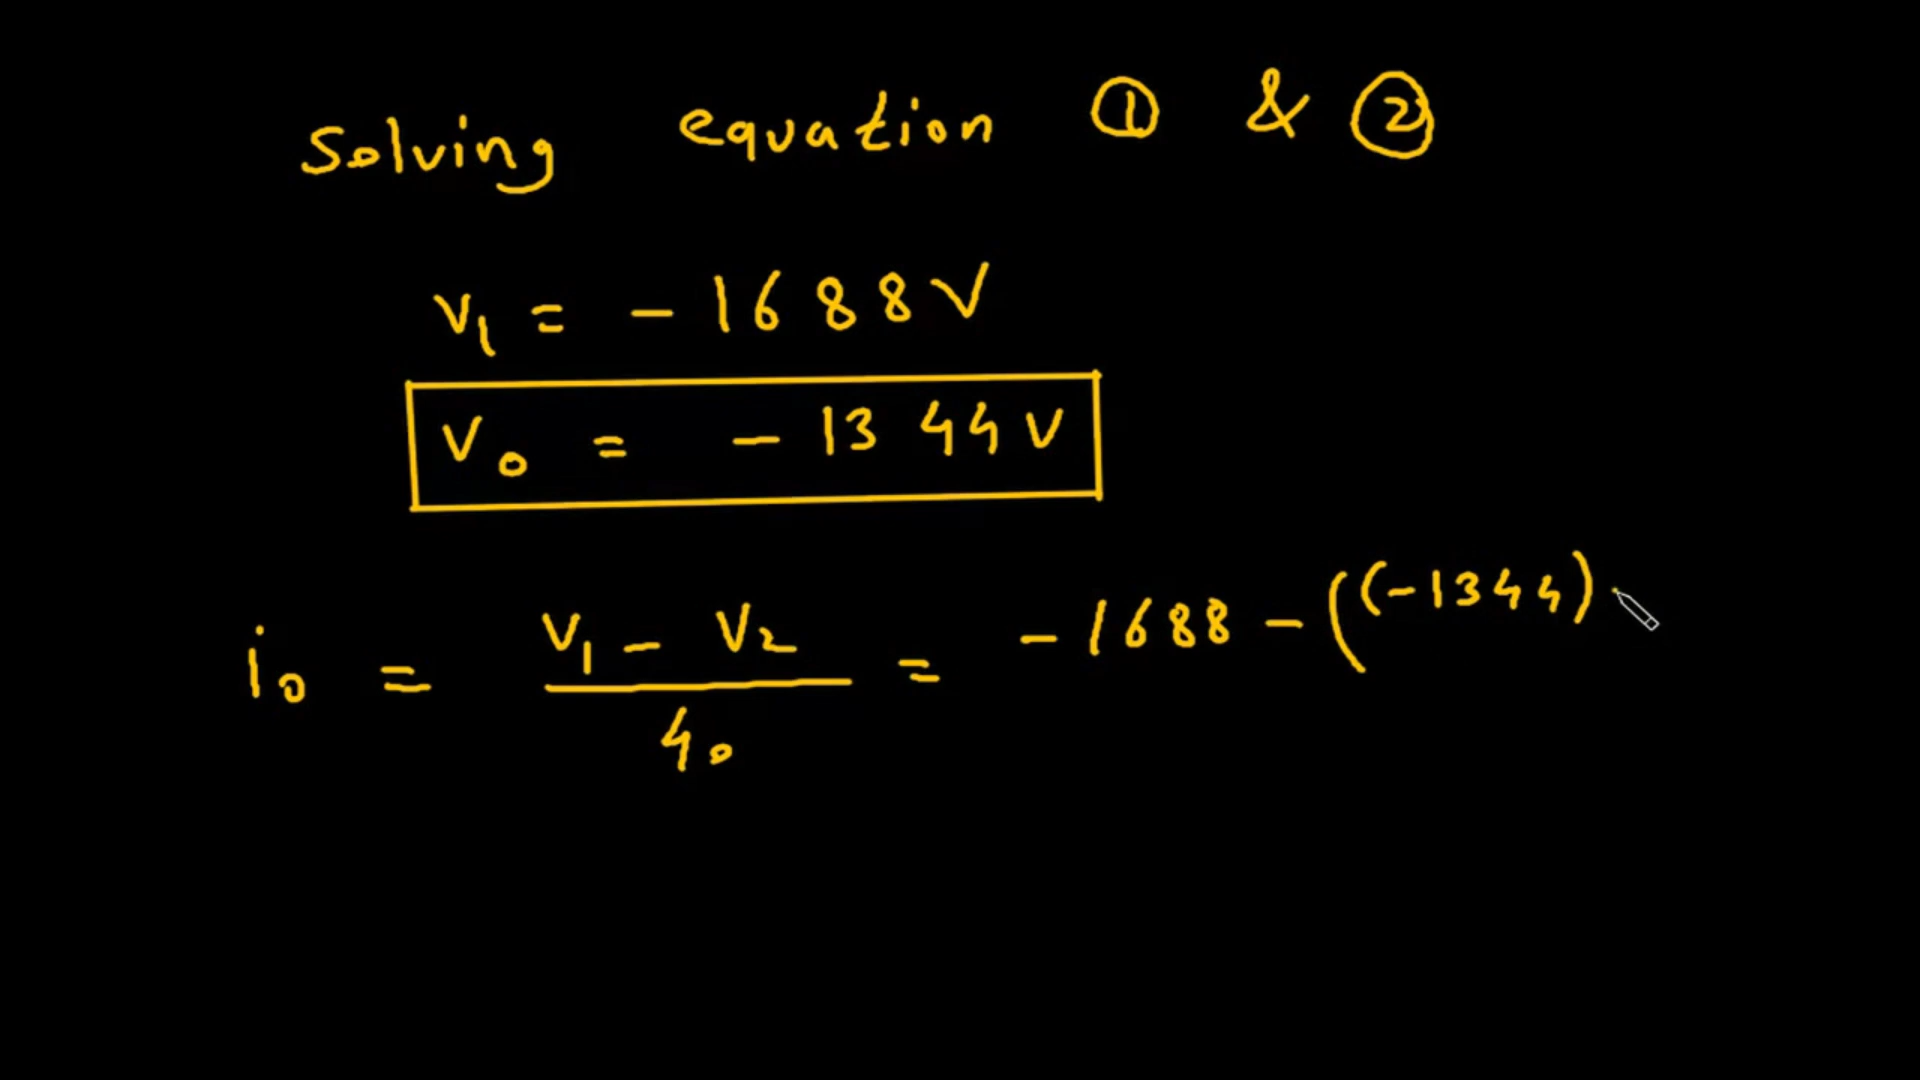 Solving equation ① & ②
V₁ = - 1688V
V₀ = - 1344V
i₀ = V₁ - V₂ / 40 = - 1688 - ((-1344)